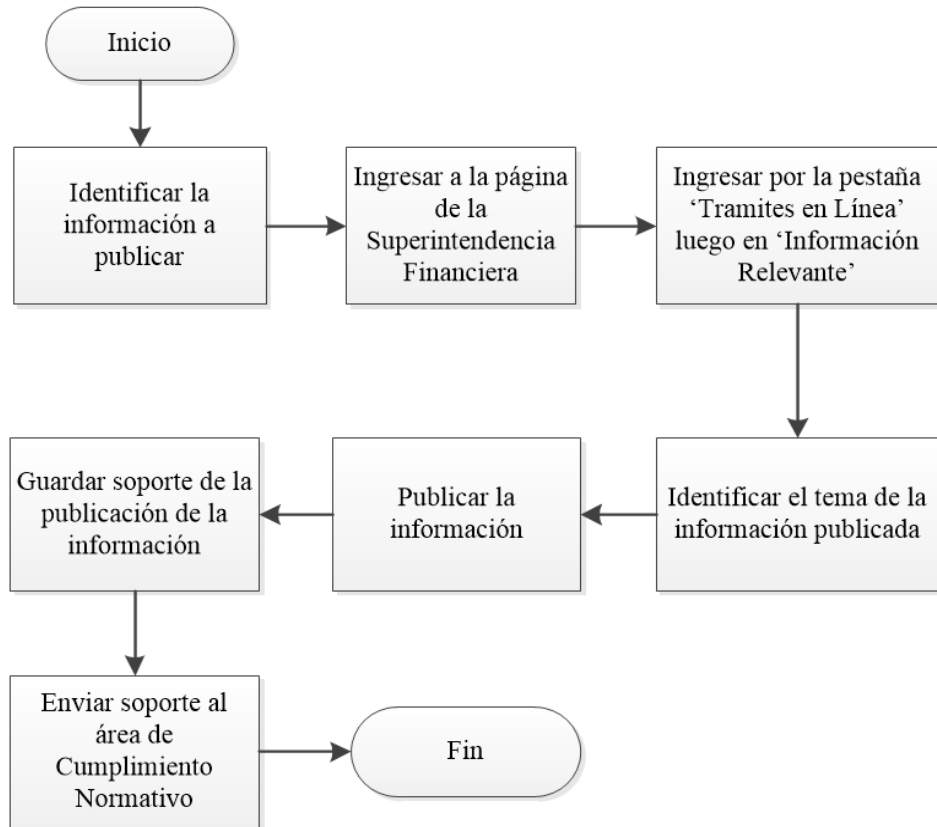 Inicio
Identificar la
información a
publicar
Ingresar a la página
de la
Superintendencia
Financiera
Ingresar por la pestaña
‘Tramites en Línea’
luego en ‘Información
Relevante’
Identificar el tema de la
información publicada
Publicar la
información
Guardar soporte de la
publicación de la
información
Enviar soporte al
área de
Cumplimiento
Normativo
Fin